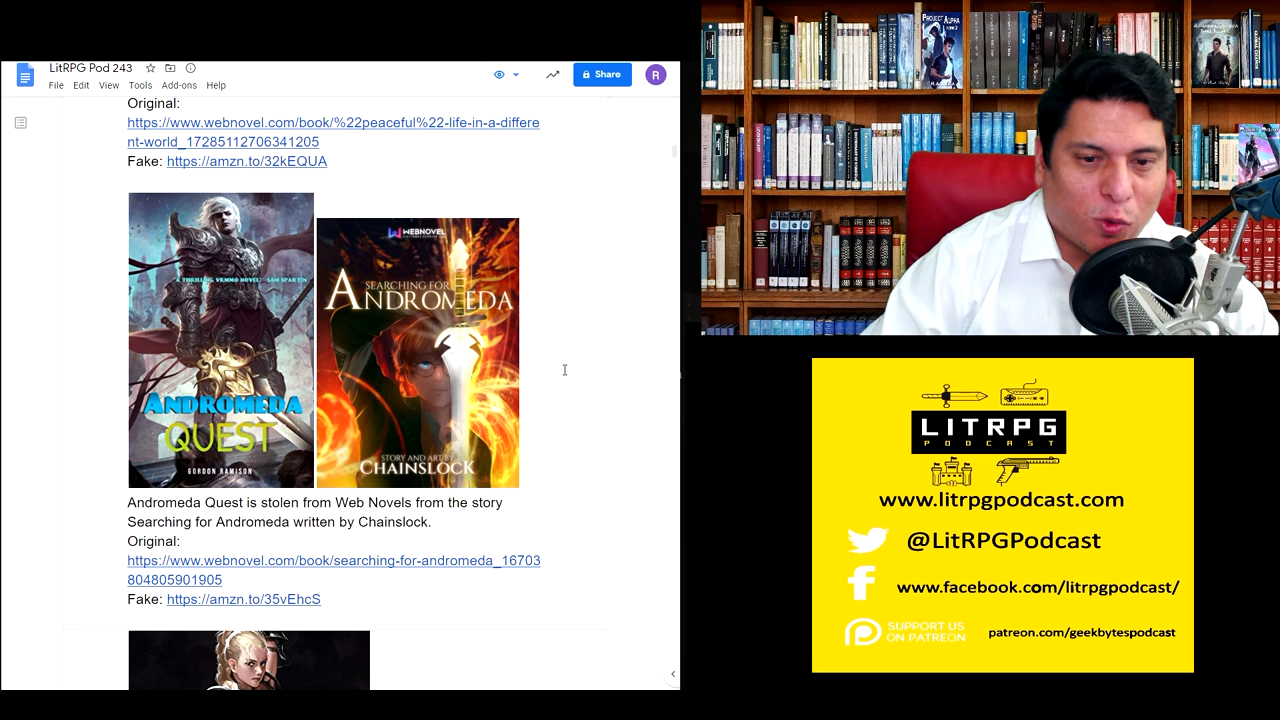 LitRPG Pod 243
File Edit View Tools Add-ons Help
Share
R
Original:
https://www.webnovel.com/book/%22peaceful%22-life-in-a-differe
nt-world_17285112706341205
Fake: https://amzn.to/32kEQUA
"A THRILLING VRMMO NOVEL" -SAM SPARTIN
ANDROMEDA
QUEST
GORDON RAMISON
WEBNOVEL
SEARCHING FOR
ANDROMEDA
STORY AND ART BY
CHAINSLOCK
Andromeda Quest is stolen from Web Novels from the story
Searching for Andromeda written by Chainslock.
Original:
https://www.webnovel.com/book/searching-for-andromeda_16703
804805901905
Fake: https://amzn.to/35vEhcS
PROJECT ALPHA
LITRPG
PODCAST
www.litrpgpodcast.com
@LitRPGPodcast
www.facebook.com/litrpgpodcast/
SUPPORT US
ON PATREON
patreon.com/geekbytespodcast